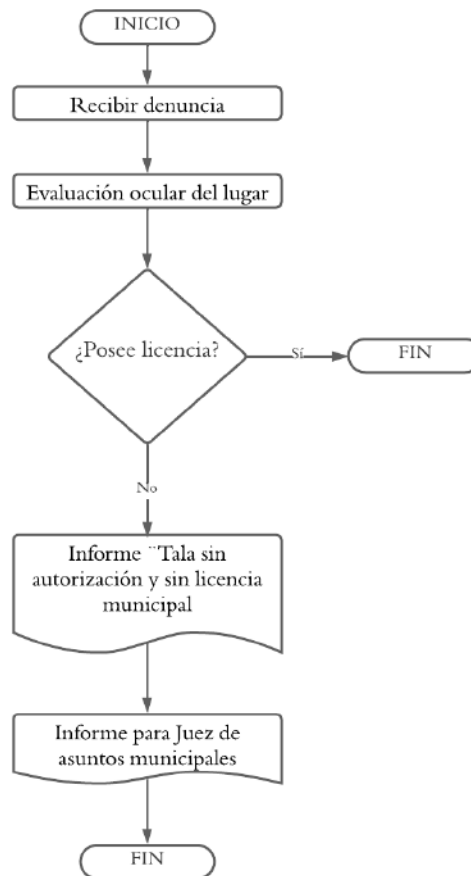 INICIO
Recibir denuncia
Evaluación ocular del lugar
¿Posee licencia?
Sí
FIN
No
Informe ¨Tala sin
autorización y sin licencia
municipal
Informe para Juez de
asuntos municipales
FIN